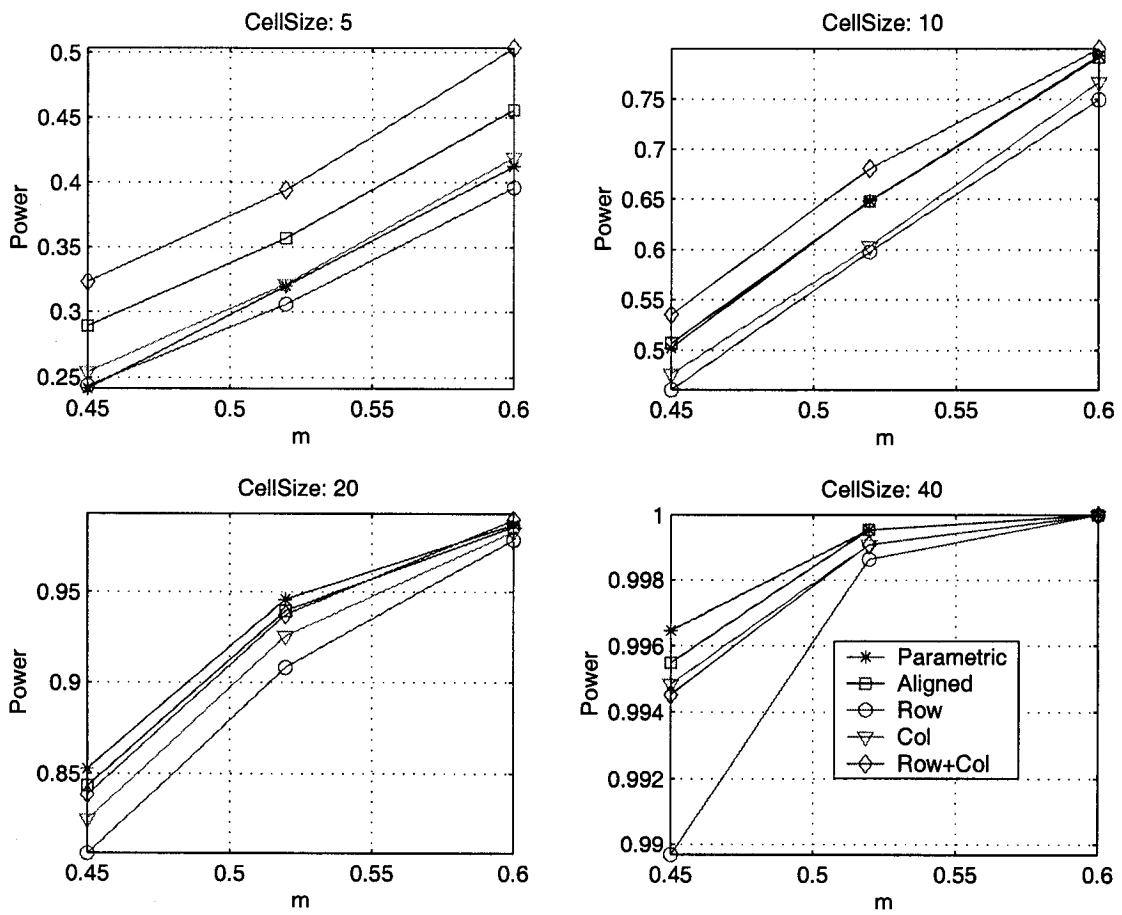 CellSize: 5
0.5
0.45
0.4
0.35
0.3
0.25
Power
0.45 0.5 0.55 0.6
m
CellSize: 10
0.75
0.7
0.65
0.6
0.55
0.5
Power
0.45 0.5 0.55 0.6
m
CellSize: 20
0.95
0.9
0.85
Power
0.45 0.5 0.55 0.6
m
CellSize: 40
1
0.998
0.996
0.994
0.992
0.99
Power
0.45 0.5 0.55 0.6
m
Parametric
Aligned
Row
Col
Row+Col